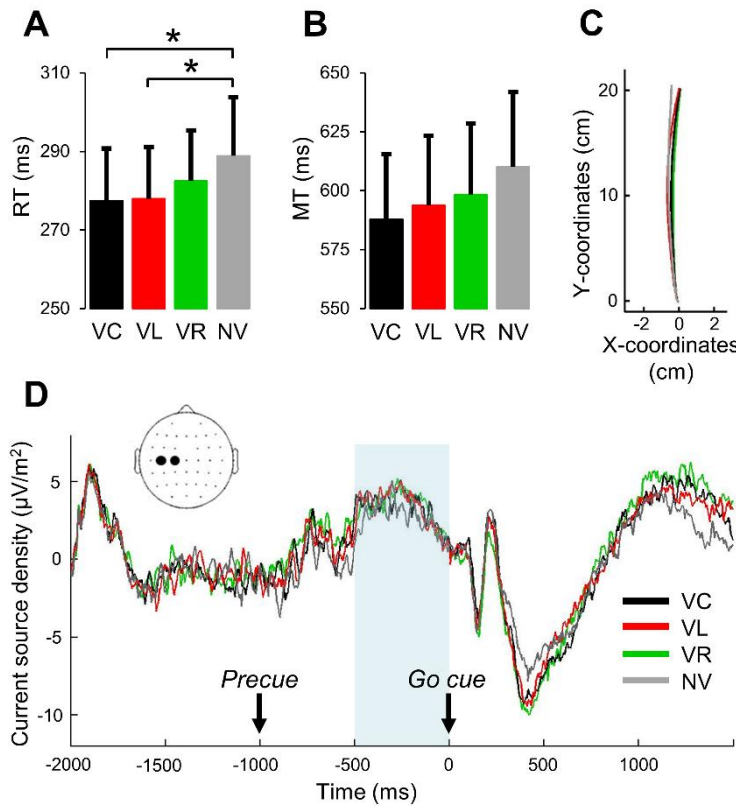 A
*
*
310
290
270
250
RT (ms)
VC VL VR NV
B
650
625
600
575
550
MT (ms)
VC VL VR NV
C
20
10
0
Y-coordinates (cm)
-2 0 2
X-coordinates
(cm)
D
5
0
-5
-10
Current source density (µV/m²)
Precue
Go cue
VC
VL
VR
NV
-2000 -1500 -1000 -500 0 500 1000
Time (ms)